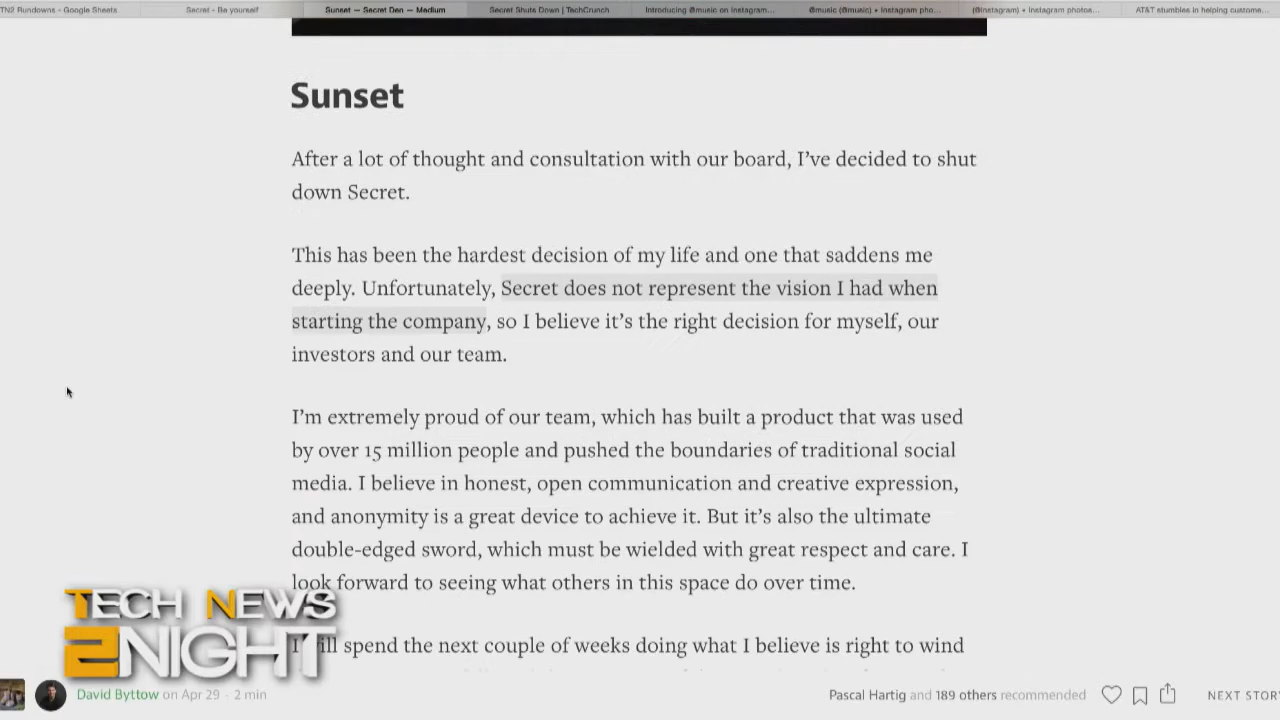 TN2 Rundowns - Google Sheets
Secret - Be yourself
Sunset — Secret Den — Medium
Secret Shuts Down | TechCrunch
Introducing @music on Instagram...
@music (@music) • Instagram pho...
(@instagram) • Instagram photos...
AT&T stumbles in helping custome...
Sunset
After a lot of thought and consultation with our board, I’ve decided to shut
down Secret.
This has been the hardest decision of my life and one that saddens me
deeply. Unfortunately, Secret does not represent the vision I had when
starting the company, so I believe it’s the right decision for myself, our
investors and our team.
I’m extremely proud of our team, which has built a product that was used
by over 15 million people and pushed the boundaries of traditional social
media. I believe in honest, open communication and creative expression,
and anonymity is a great device to achieve it. But it’s also the ultimate
double-edged sword, which must be wielded with great respect and care. I
look forward to seeing what others in this space do over time.
I will spend the next couple of weeks doing what I believe is right to wind
TECH NEWS
2NIGHT
David Byttow on Apr 29 · 2 min
Pascal Hartig and 189 others recommended
NEXT STORY